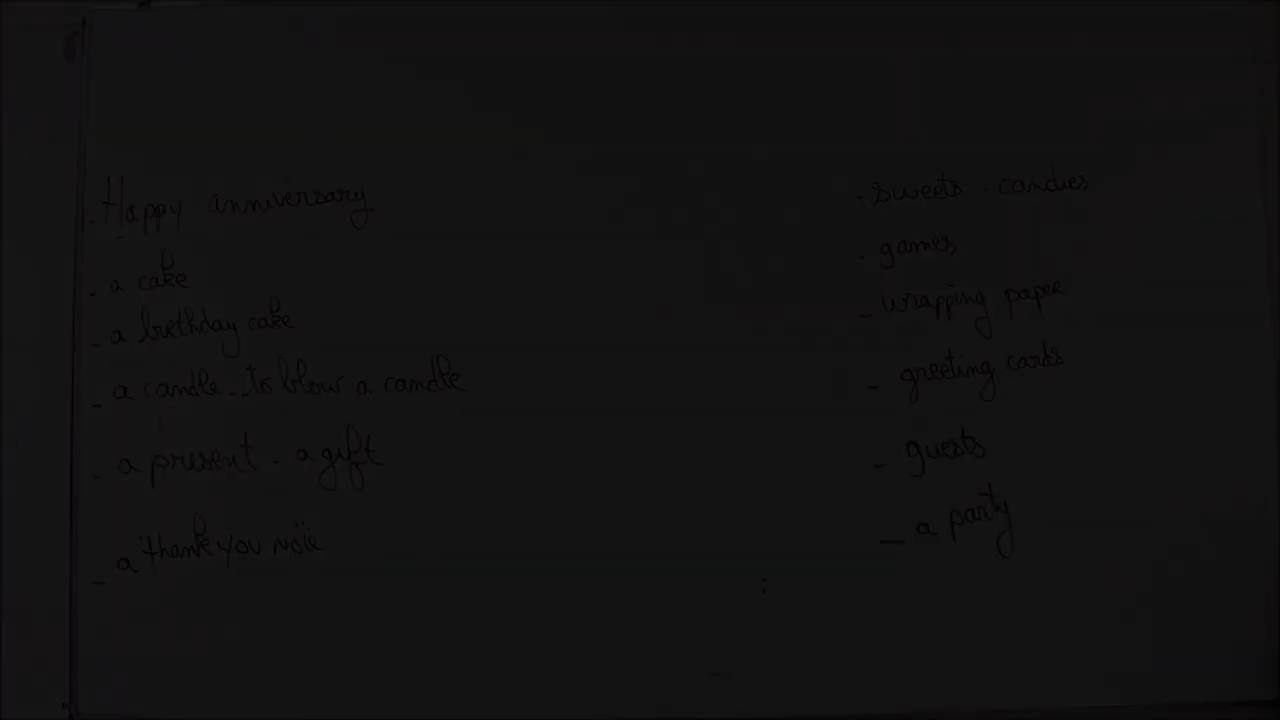 - Happy anniversary
- a cake
- a brethday cake
- a candle - to blow a candle
- a present - a gift
- a thank you note
- sweets - candies
- games
- wrapping paper
- greeting cards
- guests
- a party